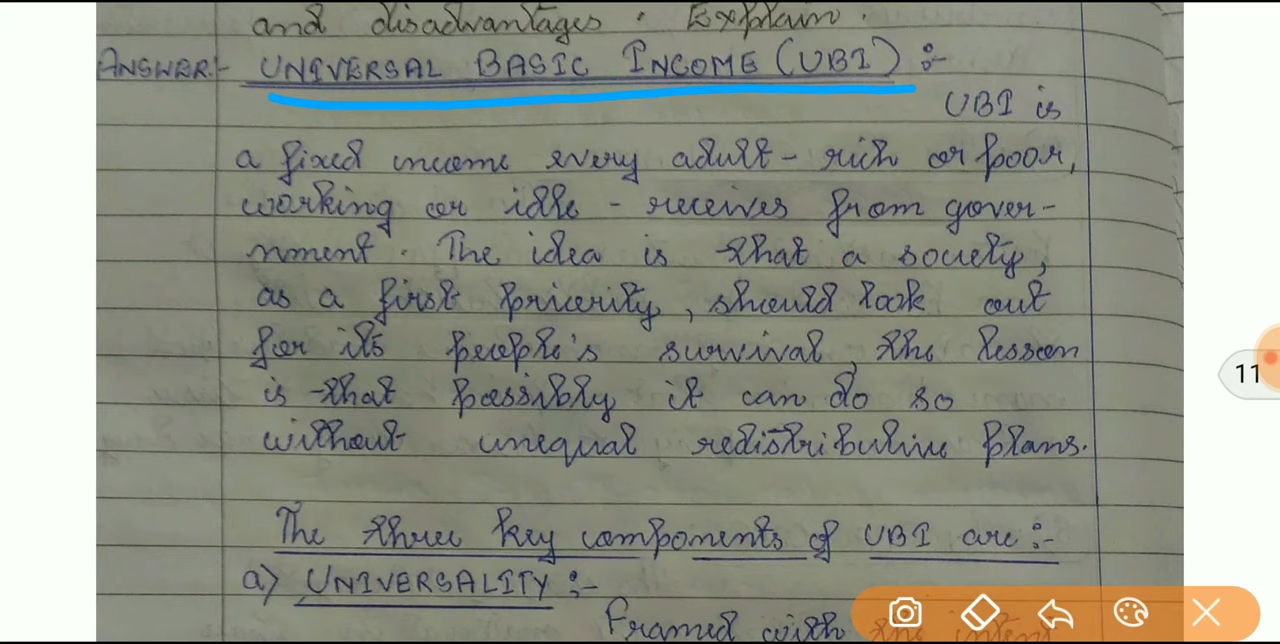 and disadvantages. Explain.
ANSWER:- UNIVERSAL BASIC INCOME (UBI) :-
UBI is
a fixed income every adult - rich or poor,
working or idle - receives from gover-
nment. The idea is that a society,
as a first priority, should look out
for its people's survival, the lesson
is that possibly it can do so
without unequal redistributive plans.
The three key components of UBI are :-
a) UNIVERSALITY :-
Framed with the intent
11